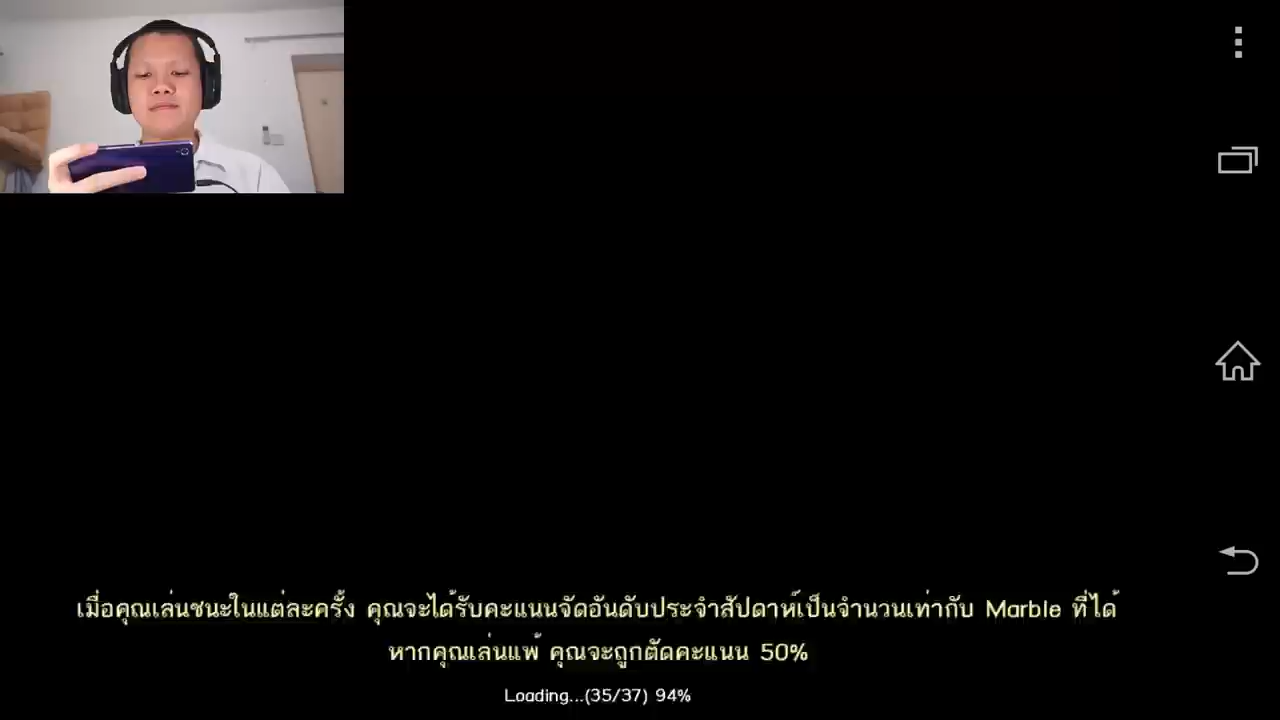 เมื่อคุณเล่นชนะในแต่ละครั้ง คุณจะได้รับคะแนนจัดอันดับประจำสัปดาห์เป็นจำนวนเท่ากับ Marble ที่ได้
หากคุณเล่นแพ้ คุณจะถูกตัดคะแนน 50%
Loading...(35/37) 94%